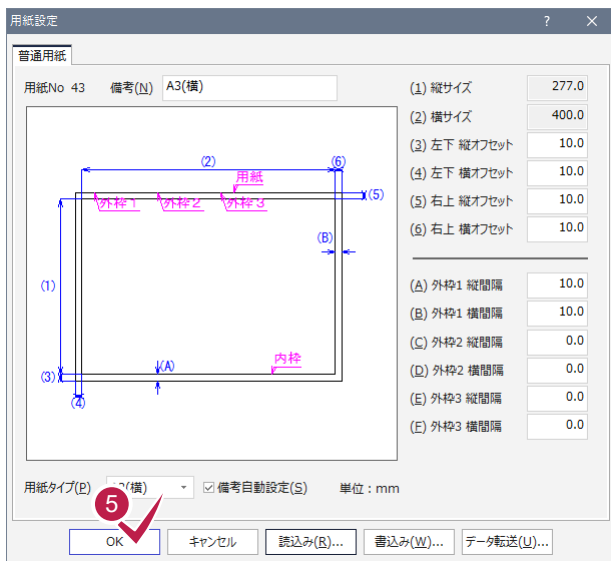 用紙設定 ? ×
普通用紙
用紙No 43 備考(N) A3(横)
(1) 縦サイズ 277.0
(2) 横サイズ 400.0
(3) 左下 縦オフセット 10.0
(4) 左下 横オフセット 10.0
(5) 右上 縦オフセット 10.0
(6) 右上 横オフセット 10.0
(A) 外枠1 縦間隔 10.0
(B) 外枠1 横間隔 10.0
(C) 外枠2 縦間隔 0.0
(D) 外枠2 横間隔 0.0
(E) 外枠3 縦間隔 0.0
(F) 外枠3 横間隔 0.0
(2) (6)
用紙
(5)
外枠1 外枠2 外枠3
(B)
(1)
内枠
(A)
(3)
(4)
用紙タイプ(P) (横) 備考自動設定(S) 単位：mm
5
OK キャンセル 読込み(R)... 書込み(W)... データ転送(U)...